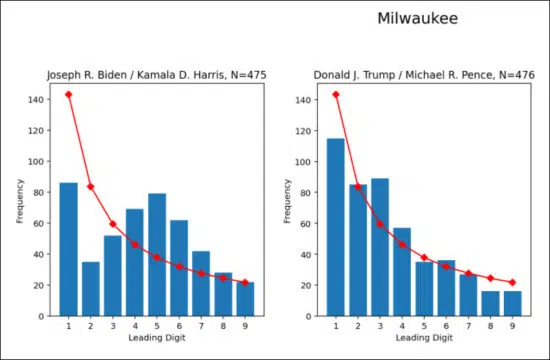 Milwaukee
Joseph R. Biden / Kamala D. Harris, N=475
Frequency
140
120
100
80
60
40
20
0
1 2 3 4 5 6 7 8 9
Leading Digit
Donald J. Trump / Michael R. Pence, N=476
Frequency
140
120
100
80
60
40
20
0
1 2 3 4 5 6 7 8 9
Leading Digit